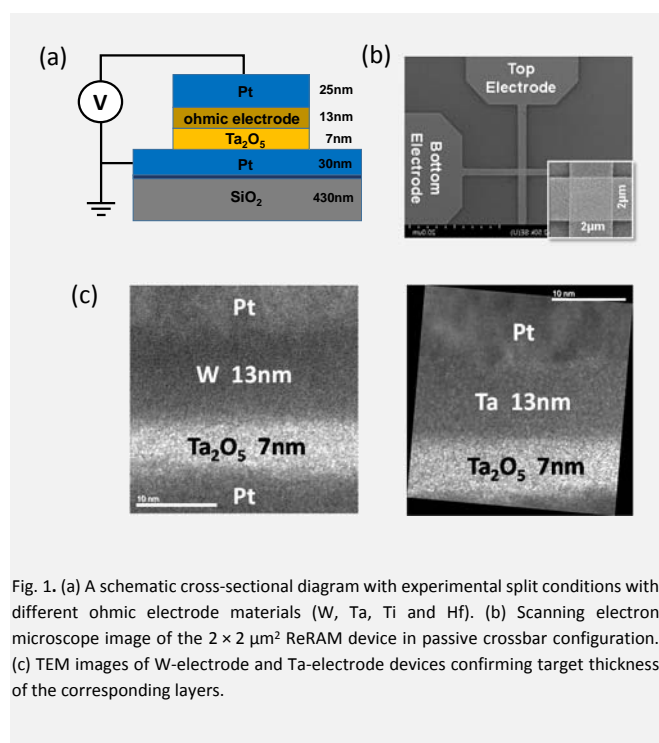 (a)
V
Pt 25nm
ohmic electrode 13nm
Ta₂O₅ 7nm
Pt 30nm
SiO₂ 430nm
(b)
Top
Electrode
Bottom
Electrode
2μm
2μm
(c)
Pt
W 13nm
Ta₂O₅ 7nm
Pt
10 nm
10 nm
Pt
Ta 13nm
Ta₂O₅ 7nm
Fig. 1. (a) A schematic cross-sectional diagram with experimental split conditions with
different ohmic electrode materials (W, Ta, Ti and Hf). (b) Scanning electron
microscope image of the 2 × 2 μm² ReRAM device in passive crossbar configuration.
(c) TEM images of W-electrode and Ta-electrode devices confirming target thickness
of the corresponding layers.